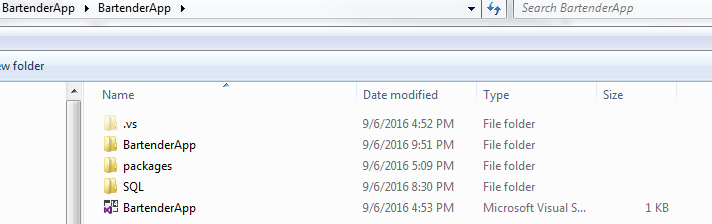 BartenderApp BartenderApp Search BartenderApp
ew folder
Name Date modified Type Size
.vs 9/6/2016 4:52 PM File folder
BartenderApp 9/6/2016 9:51 PM File folder
packages 9/6/2016 5:09 PM File folder
SQL 9/6/2016 8:30 PM File folder
BartenderApp 9/6/2016 4:53 PM Microsoft Visual S... 1 KB